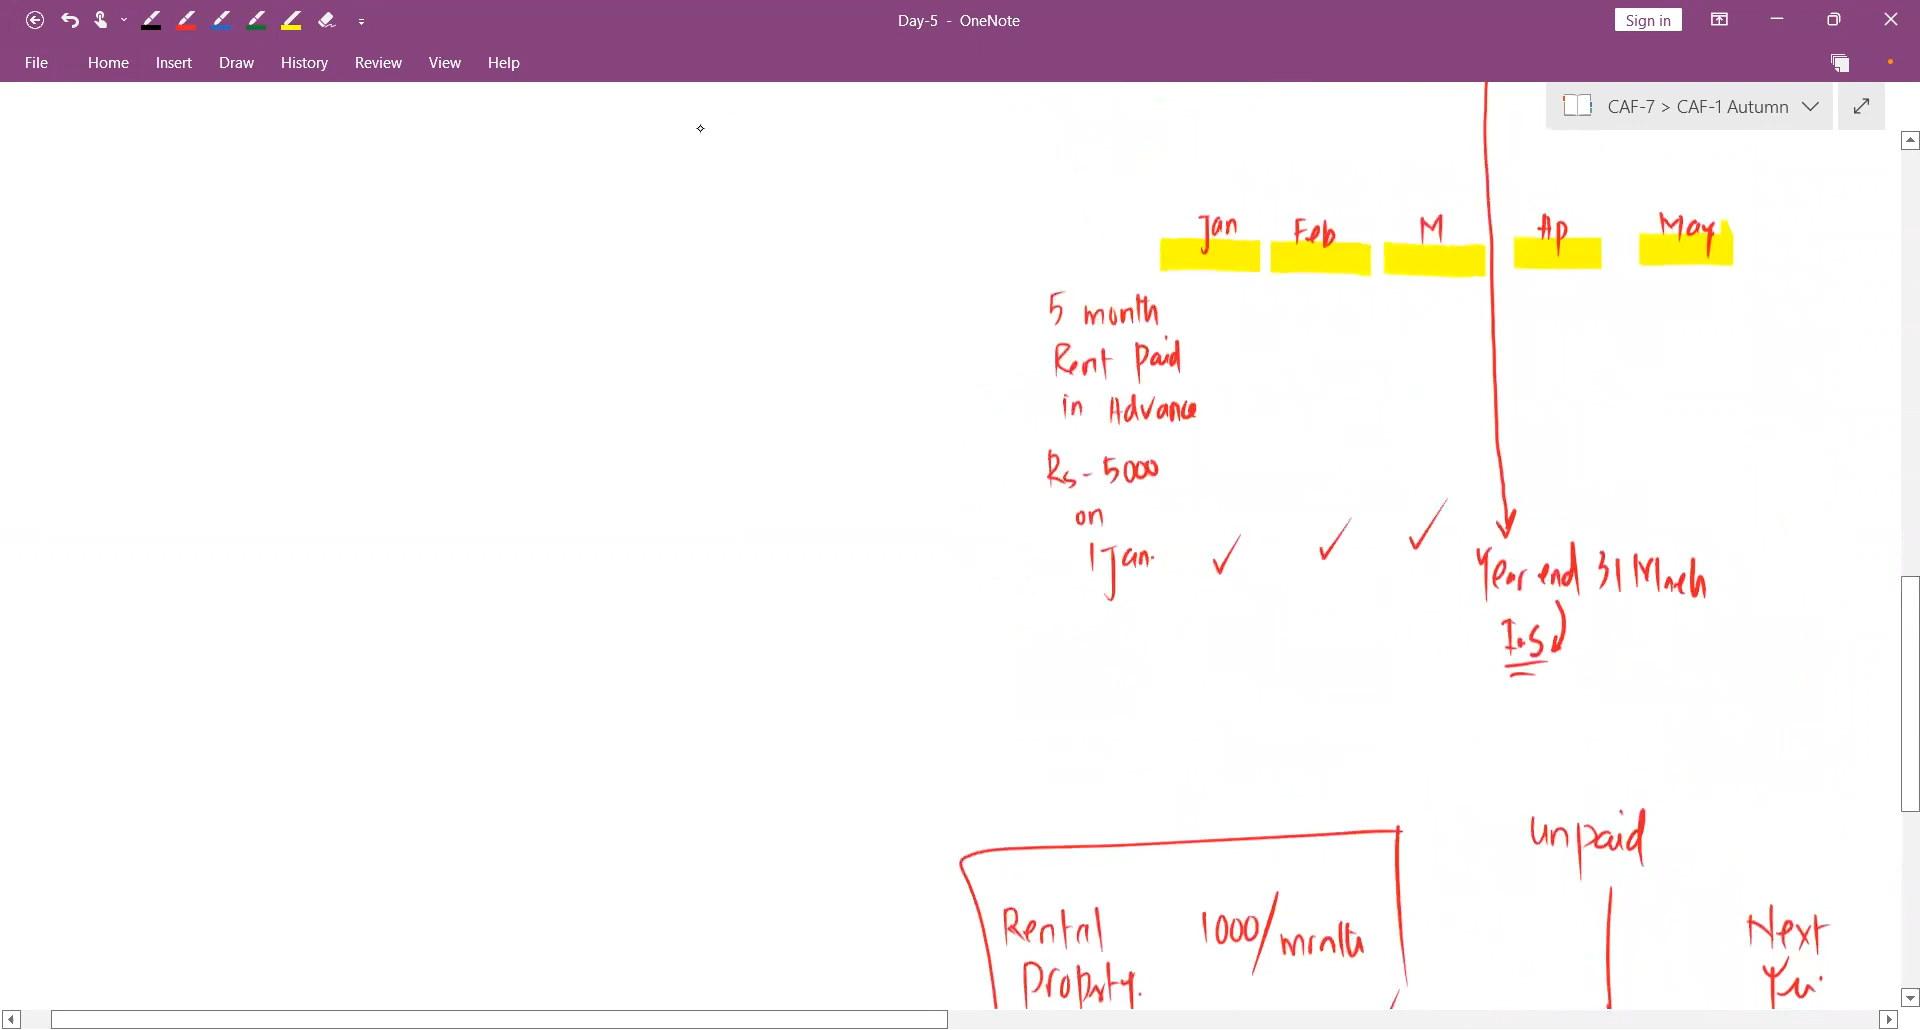 Day-5 - OneNote
Sign in
File Home Insert Draw History Review View Help
CAF-7 > CAF-1 Autumn
Jan Feb M Ap May
5 month
Rent Paid
in Advance
Rs - 5000
on
1 Jan.
Year end 31 March
I.S
unpaid
Rental 1000/month
Property.
Next